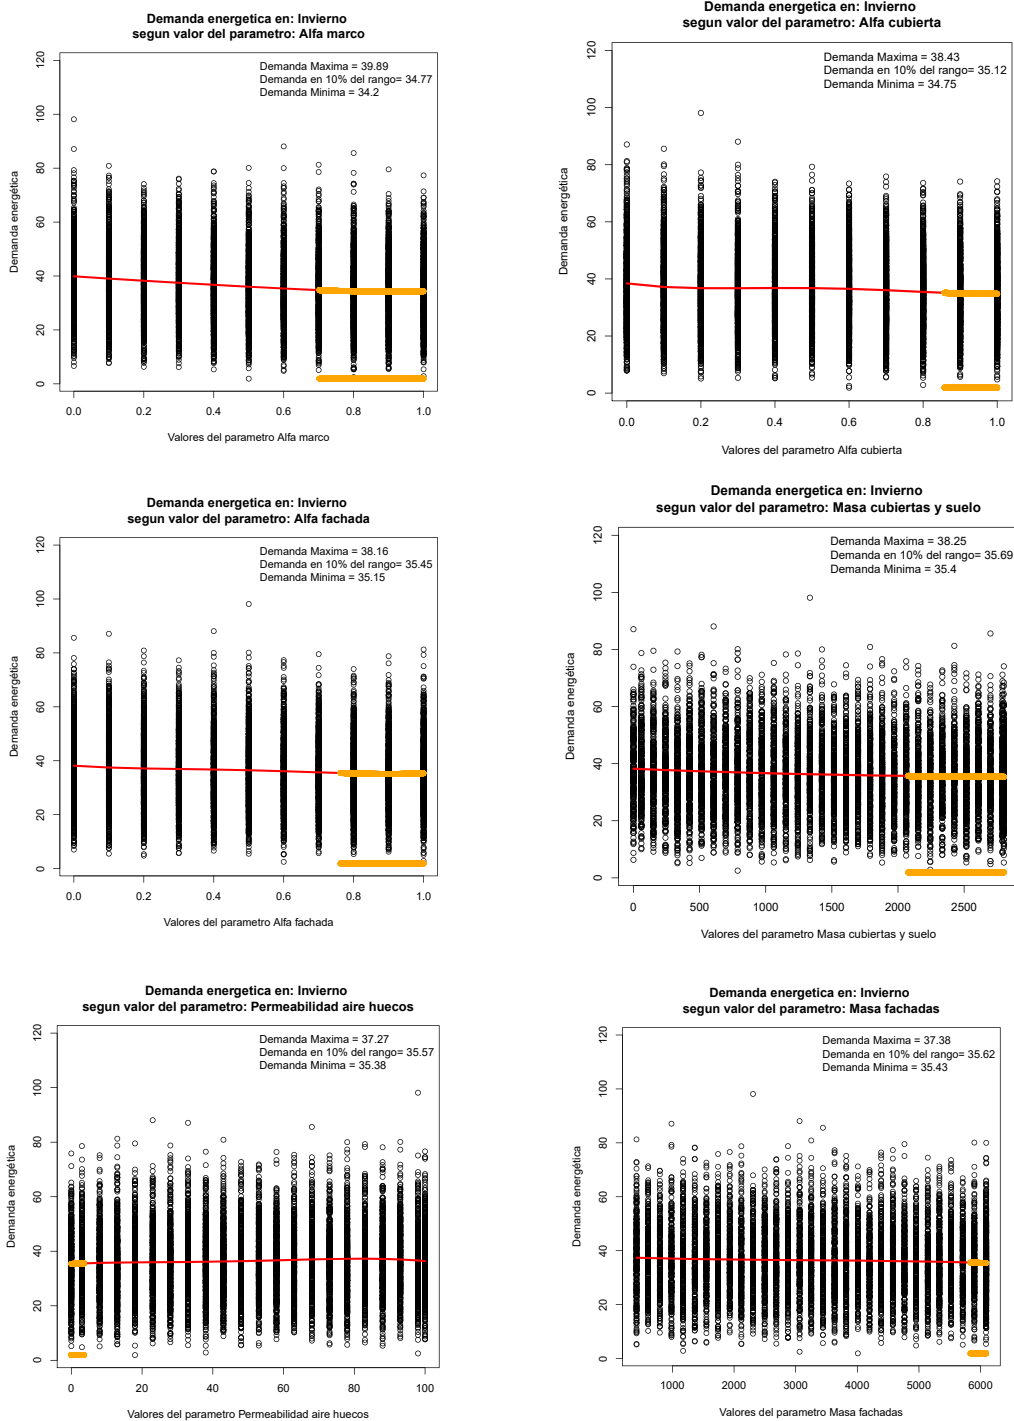 Demanda energetica en: Invierno
segun valor del parametro: Alfa marco
Demanda Maxima = 39.89
Demanda en 10% del rango= 34.77
Demanda Minima = 34.2
120
100
80
60
40
20
0
Demanda energética
0.0 0.2 0.4 0.6 0.8 1.0
Valores del parametro Alfa marco
Demanda energetica en: Invierno
segun valor del parametro: Alfa cubierta
Demanda Maxima = 38.43
Demanda en 10% del rango= 35.12
Demanda Minima = 34.75
120
100
80
60
40
20
0
Demanda energética
0.0 0.2 0.4 0.6 0.8 1.0
Valores del parametro Alfa cubierta
Demanda energetica en: Invierno
segun valor del parametro: Alfa fachada
Demanda Maxima = 38.16
Demanda en 10% del rango= 35.45
Demanda Minima = 35.15
120
100
80
60
40
20
0
Demanda energética
0.0 0.2 0.4 0.6 0.8 1.0
Valores del parametro Alfa fachada
Demanda energetica en: Invierno
segun valor del parametro: Masa cubiertas y suelo
Demanda Maxima = 38.25
Demanda en 10% del rango= 35.69
Demanda Minima = 35.4
120
100
80
60
40
20
0
Demanda energética
0 500 1000 1500 2000 2500
Valores del parametro Masa cubiertas y suelo
Demanda energetica en: Invierno
segun valor del parametro: Permeabilidad aire huecos
Demanda Maxima = 37.27
Demanda en 10% del rango= 35.57
Demanda Minima = 35.38
120
100
80
60
40
20
0
Demanda energética
0 20 40 60 80 100
Valores del parametro Permeabilidad aire huecos
Demanda energetica en: Invierno
segun valor del parametro: Masa fachadas
Demanda Maxima = 37.38
Demanda en 10% del rango= 35.62
Demanda Minima = 35.43
120
100
80
60
40
20
0
Demanda energética
1000 2000 3000 4000 5000 6000
Valores del parametro Masa fachadas